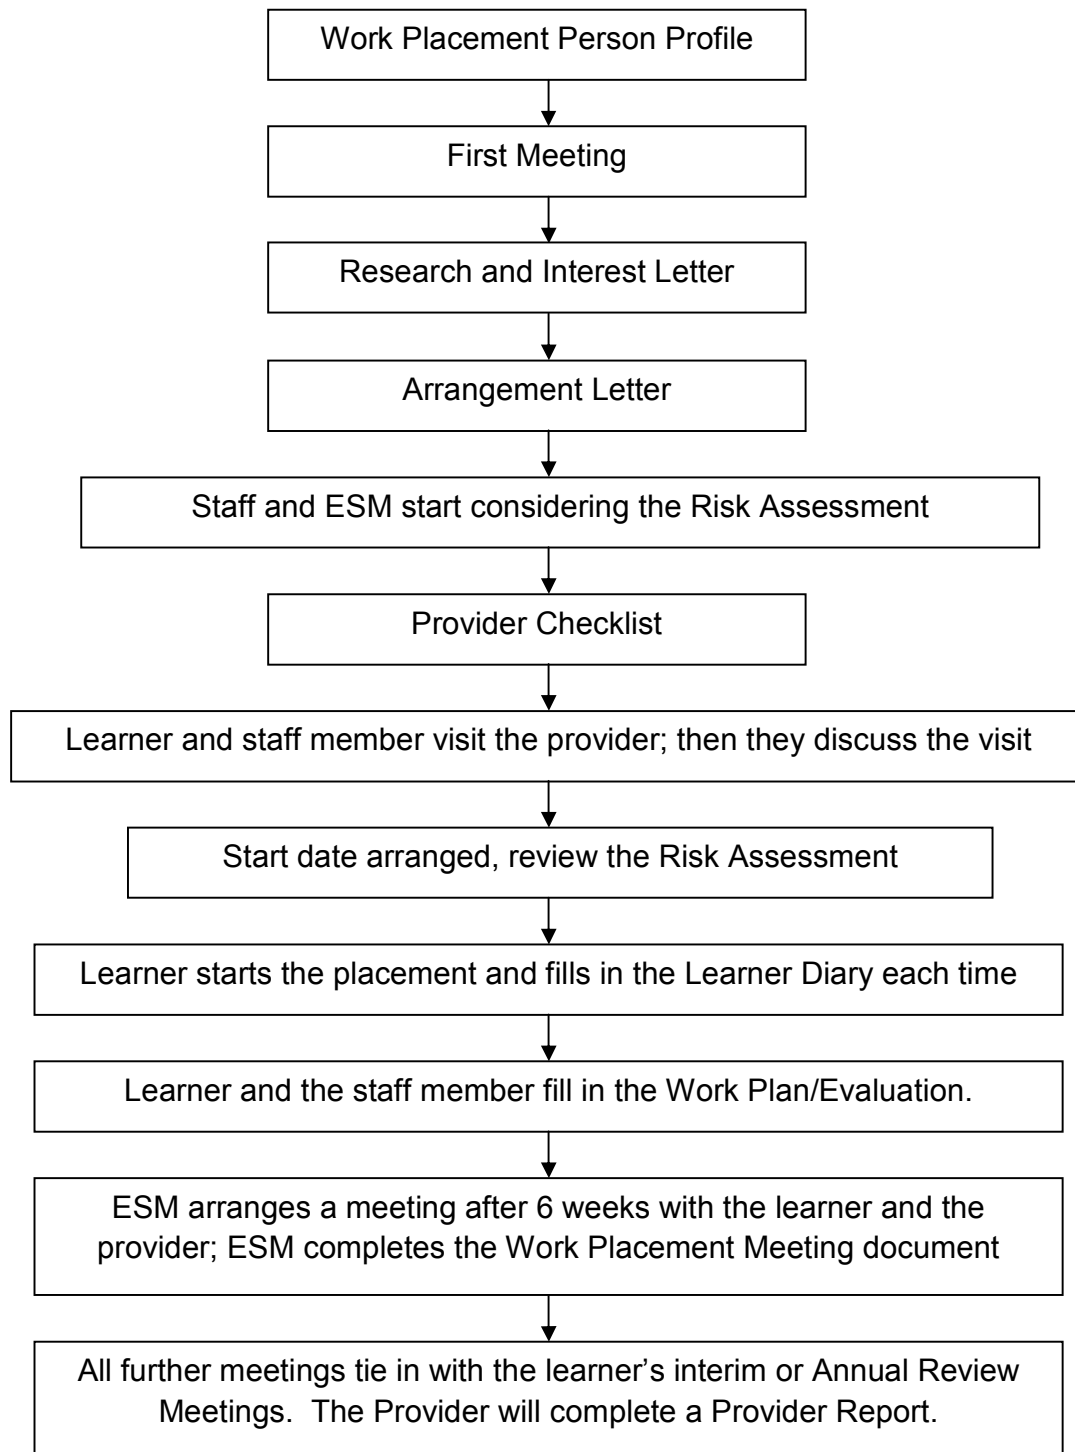 Work Placement Person Profile
First Meeting
Research and Interest Letter
Arrangement Letter
Staff and ESM start considering the Risk Assessment
Provider Checklist
Learner and staff member visit the provider; then they discuss the visit
Start date arranged, review the Risk Assessment
Learner starts the placement and fills in the Learner Diary each time
Learner and the staff member fill in the Work Plan/Evaluation.
ESM arranges a meeting after 6 weeks with the learner and the
provider; ESM completes the Work Placement Meeting document
All further meetings tie in with the learner’s interim or Annual Review
Meetings.  The Provider will complete a Provider Report.